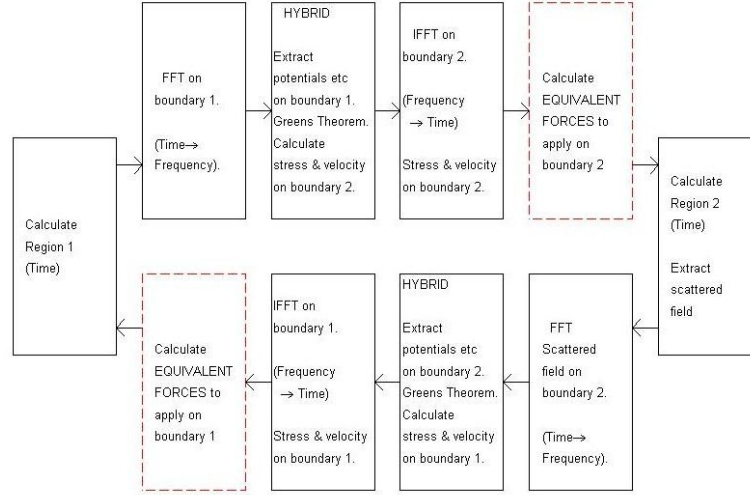 Calculate
Region 1
(Time)
FFT on
boundary 1.
(Time→
Frequency).
HYBRID
Extract
potentials etc
on boundary 1.
Greens Theorem.
Calculate
stress & velocity
on boundary 2.
IFFT on
boundary 2.
(Frequency
→ Time)
Stress & velocity
on boundary 2.
Calculate
EQUIVALENT
FORCES to
apply on
boundary 2
Calculate
Region 2
(Time)
Extract
scattered
field
FFT
Scattered
field on
boundary 2.
(Time→
Frequency).
HYBRID
Extract
potentials etc
on boundary 2.
Greens Theorem.
Calculate
stress & velocity
on boundary 1.
IFFT on
boundary 1.
(Frequency
→ Time)
Stress & velocity
on boundary 1.
Calculate
EQUIVALENT
FORCES to
apply on
boundary 1